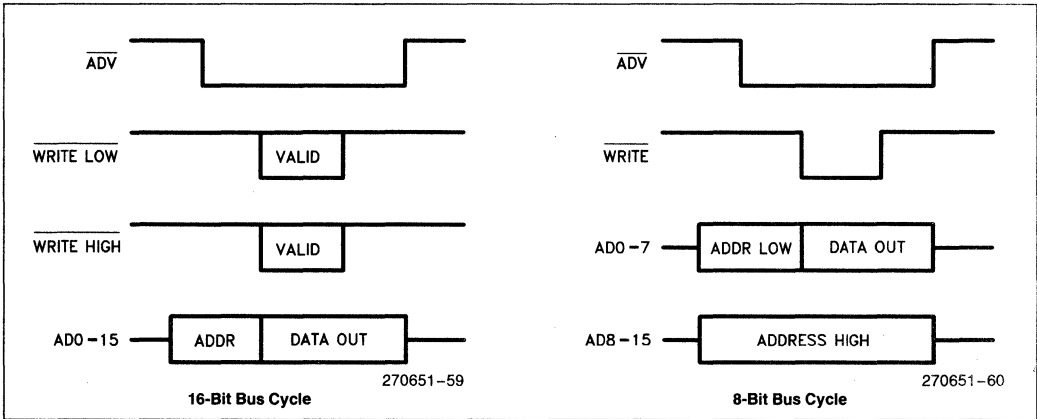 ADV
WRITE LOW
VALID
WRITE HIGH
VALID
AD0-15
ADDR
DATA OUT
270651-59
16-Bit Bus Cycle
ADV
WRITE
AD0-7
ADDR LOW
DATA OUT
AD8-15
ADDRESS HIGH
270651-60
8-Bit Bus Cycle